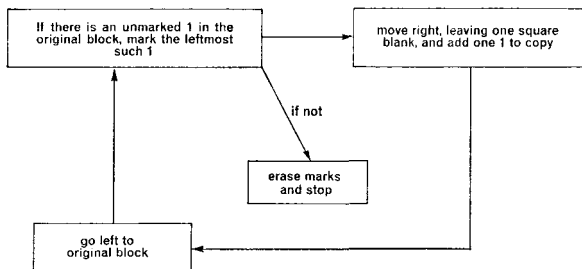 If there is an unmarked 1 in the
original block, mark the leftmost
such 1
move right, leaving one square
blank, and add one 1 to copy
if not
erase marks
and stop
go left to
original block